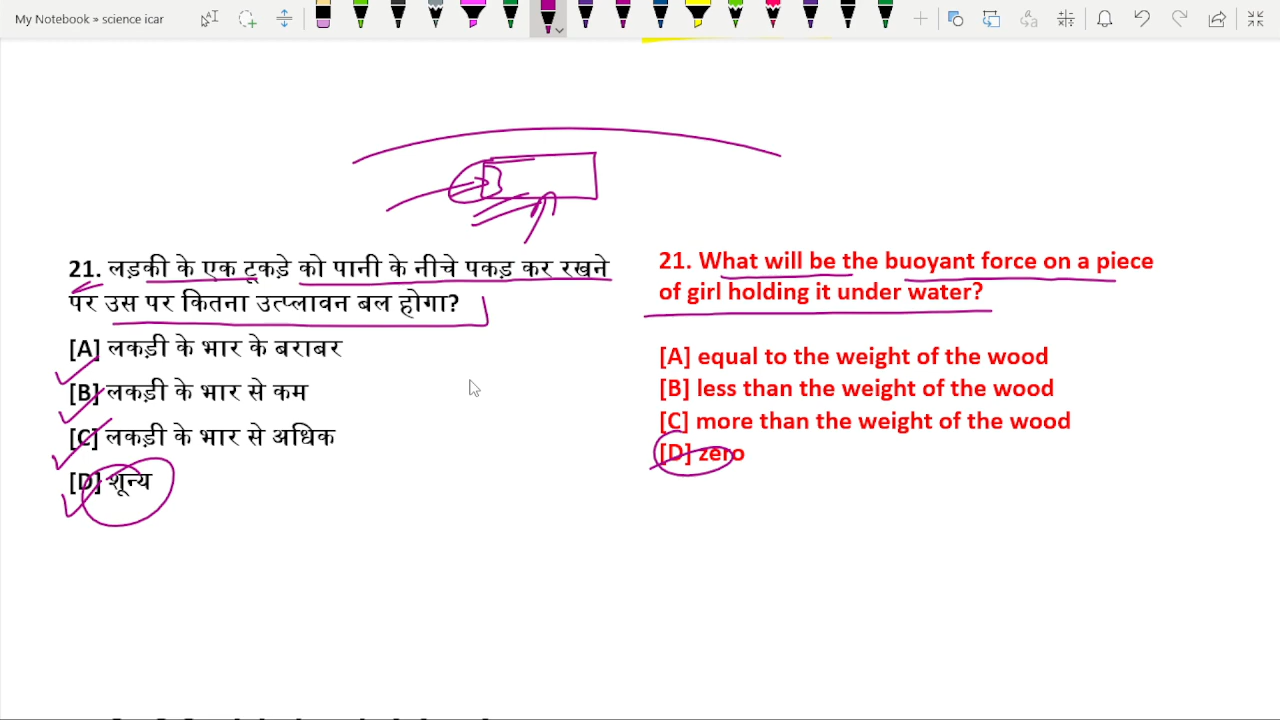 My Notebook » science icar
21. लड़की के एक टूकड़े को पानी के नीचे पकड़ कर रखने
पर उस पर कितना उत्प्लावन बल होगा?
[A] लकड़ी के भार के बराबर
[B] लकड़ी के भार से कम
[C] लकड़ी के भार से अधिक
[D] शून्य
21. What will be the buoyant force on a piece
of girl holding it under water?
[A] equal to the weight of the wood
[B] less than the weight of the wood
[C] more than the weight of the wood
[D] zero